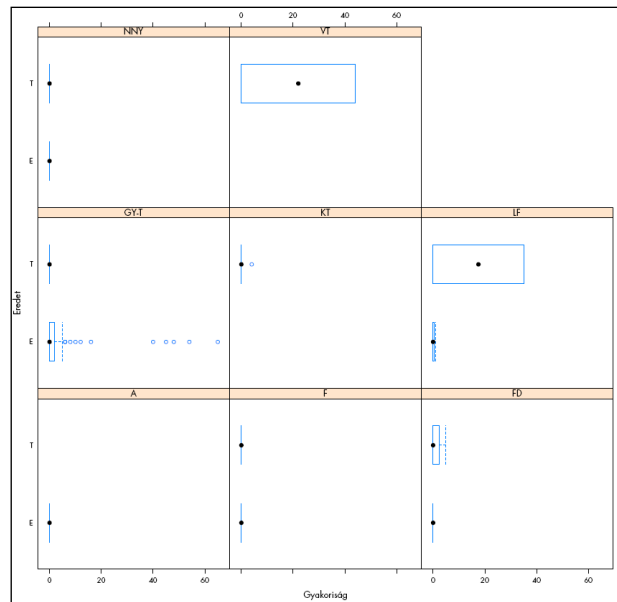 0 20 40 60
NNY VT
T
E
GY-T KT LF
T
E
Eredet
A F FD
T
E
0 20 40 60 0 20 40 60
Gyakoriság